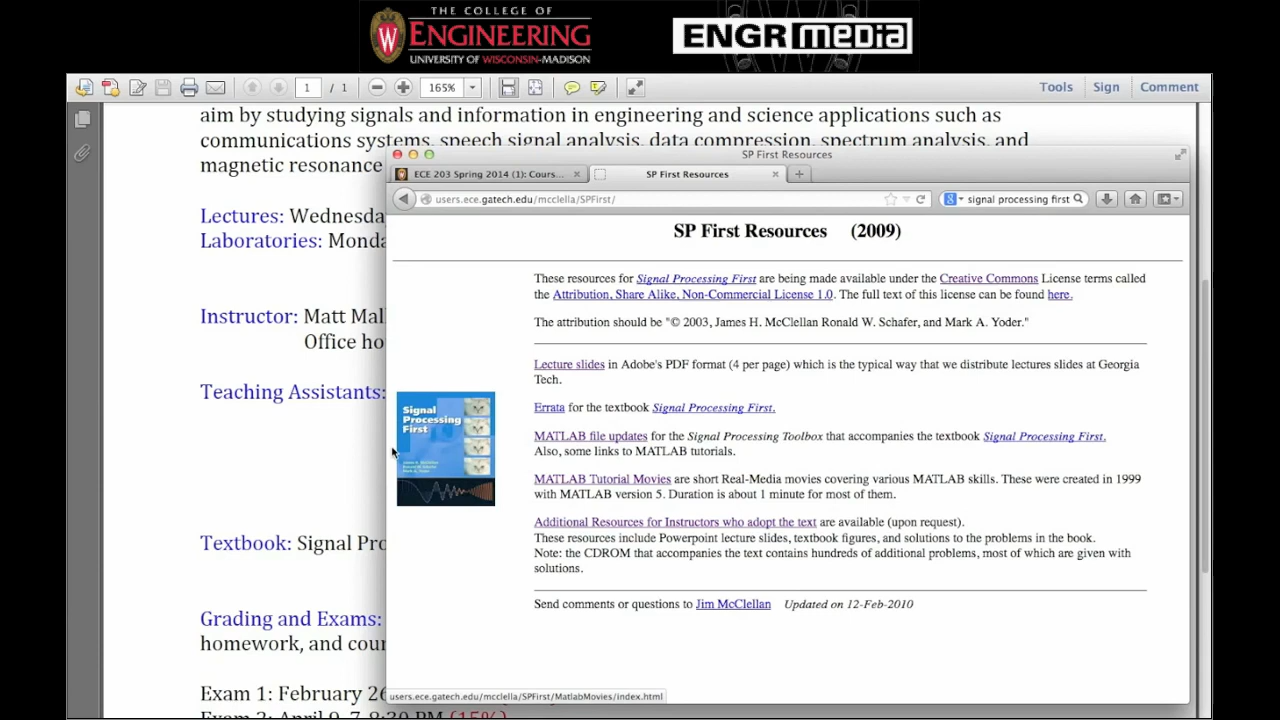 THE COLLEGE OF
ENGINEERING
UNIVERSITY OF WISCONSIN-MADISON
ENGR media
1 / 1
165%
Tools
Sign
Comment
aim by studying signals and information in engineering and science applications such as
communications systems, speech signal analysis, data compression, spectrum analysis, and
magnetic resonance
Lectures: Wednesda
Laboratories: Monda
Instructor: Matt Mal
Office ho
Teaching Assistants:
Textbook: Signal Pro
Grading and Exams:
homework, and cour
Exam 1: February 26
Exam 2: April 9, 7-8:30 PM (15%)
SP First Resources
ECE 203 Spring 2014 (1): Cours...
SP First Resources
users.ece.gatech.edu/mcclella/SPFirst/
signal processing first
SP First Resources (2009)
These resources for Signal Processing First are being made available under the Creative Commons License terms called
the Attribution, Share Alike, Non-Commercial License 1.0. The full text of this license can be found here.
The attribution should be "© 2003, James H. McClellan Ronald W. Schafer, and Mark A. Yoder."
Lecture slides in Adobe's PDF format (4 per page) which is the typical way that we distribute lectures slides at Georgia
Tech.
Errata for the textbook Signal Processing First.
MATLAB file updates for the Signal Processing Toolbox that accompanies the textbook Signal Processing First.
Also, some links to MATLAB tutorials.
MATLAB Tutorial Movies are short Real-Media movies covering various MATLAB skills. These were created in 1999
with MATLAB version 5. Duration is about 1 minute for most of them.
Additional Resources for Instructors who adopt the text are available (upon request).
These resources include Powerpoint lecture slides, textbook figures, and solutions to the problems in the book.
Note: the CDROM that accompanies the text contains hundreds of additional problems, most of which are given with
solutions.
Send comments or questions to Jim McClellan Updated on 12-Feb-2010
Signal
Processing
First
users.ece.gatech.edu/mcclella/SPFirst/MatlabMovies/index.html